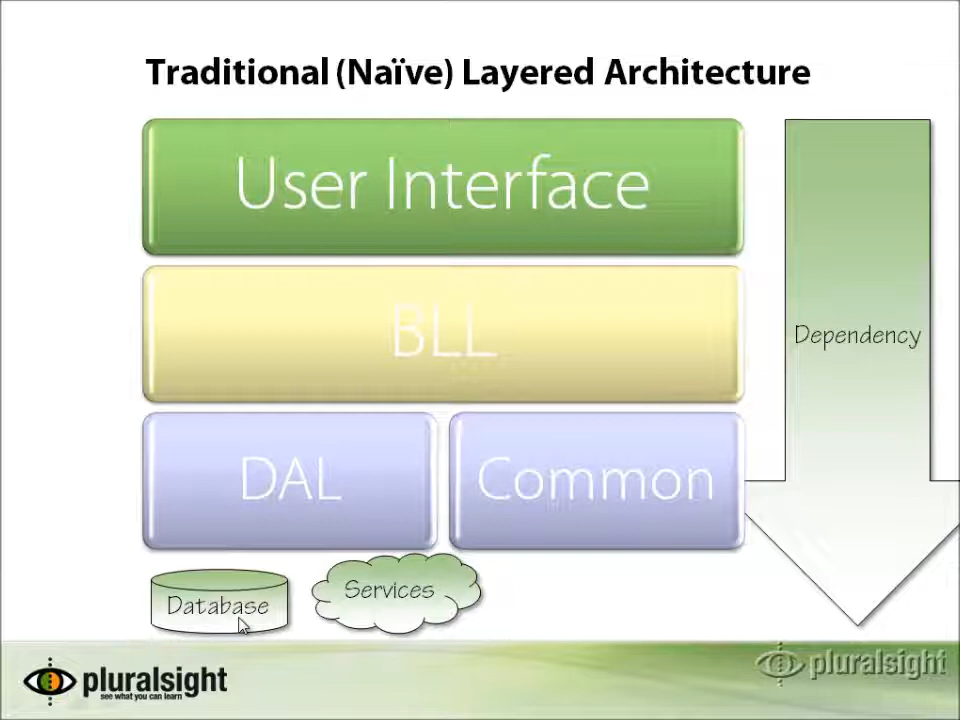 Traditional (Naïve) Layered Architecture
User Interface
BLL
Dependency
DAL
Common
Services
Database
pluralsight
see what you can learn
pluralsight